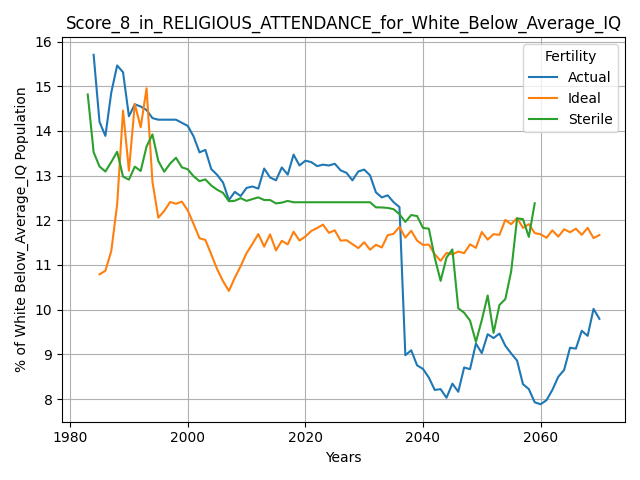 Score_8_in_RELIGIOUS_ATTENDANCE_for_White_Below_Average_IQ
% of White Below_Average_IQ Population
16
15
14
13
12
11
10
9
8
Fertility
Actual
Ideal
Sterile
1980
2000
2020
2040
2060
Years